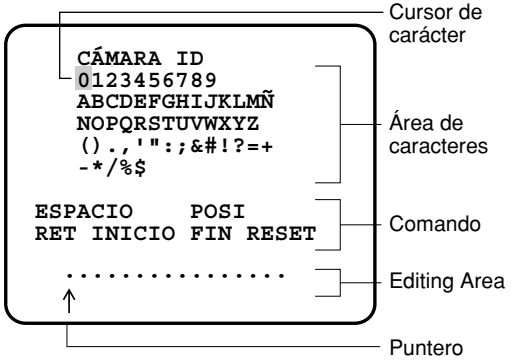 Cursor de
carácter
CÁMARA ID
0123456789
ABCDEFGHIJKLMÑ
NOPQRSTUVWXYZ
().,'":;&#!?=+
-*/%$
Área de
caracteres
ESPACIO POSI
RET INICIO FIN RESET
Comando
................
Editing Area
Puntero